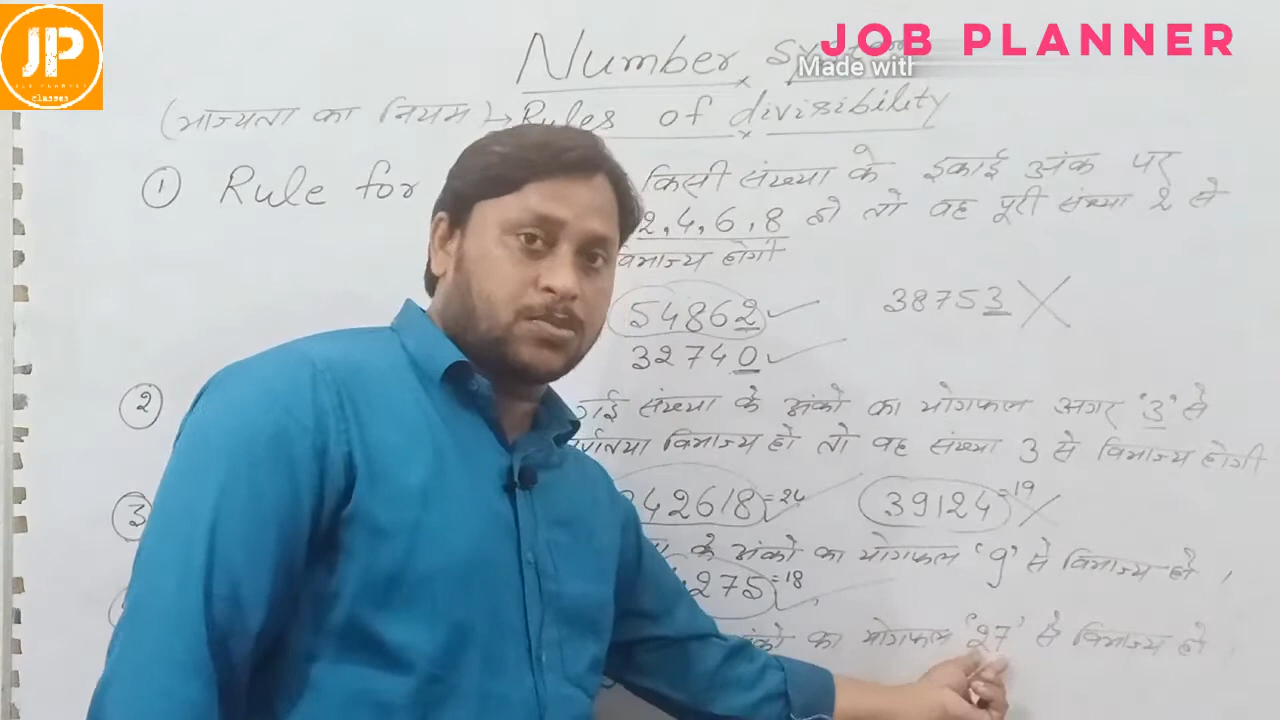 JP
classes
JOB PLANNER
Made with
Number
(भाज्यता का नियम) → Rules of divisibility
① Rule for किसी संख्या के इकाई अंक पर
2,4,6,8 हो तो वह पूरी संख्या 2 से
विभाज्य होगी
54862 ✓ 38753 ✗
32740 ✓
② संख्या के अंको का योगफल अगर '3' से
विभाज्य हो तो वह संख्या 3 से विभाज्य होगी
42618=24 ✓ 39124=19 ✗
③ के अंको का योगफल '9' से विभाज्य हो ।
275=18 ✓
का योगफल '27' से विभाज्य हो ।